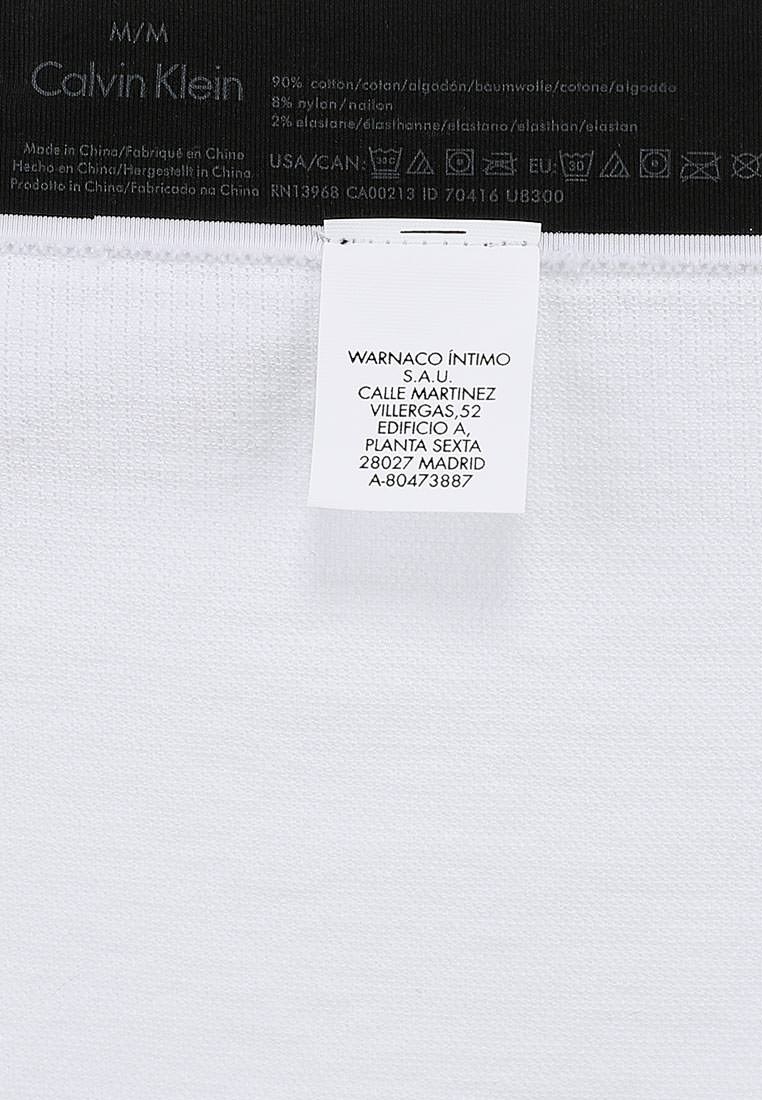 M/M
Calvin Klein
90% cotton/cotan/algodón/baumwolle/cotone/algodão
8% nylon/nailon
2% elastane/élasthanne/elastano/elasthan/elastan
Made in China/Fabriqué en Chine
Hecho en China/Hergestellt in China
Prodotto in China/Fabricado na China
USA/CAN: EU: 30
RN13968 CA00213 ID 70416 U8300
WARNACO ÍNTIMO
S.A.U.
CALLE MARTINEZ
VILLERGAS,52
EDIFICIO A,
PLANTA SEXTA
28027 MADRID
A-80473887